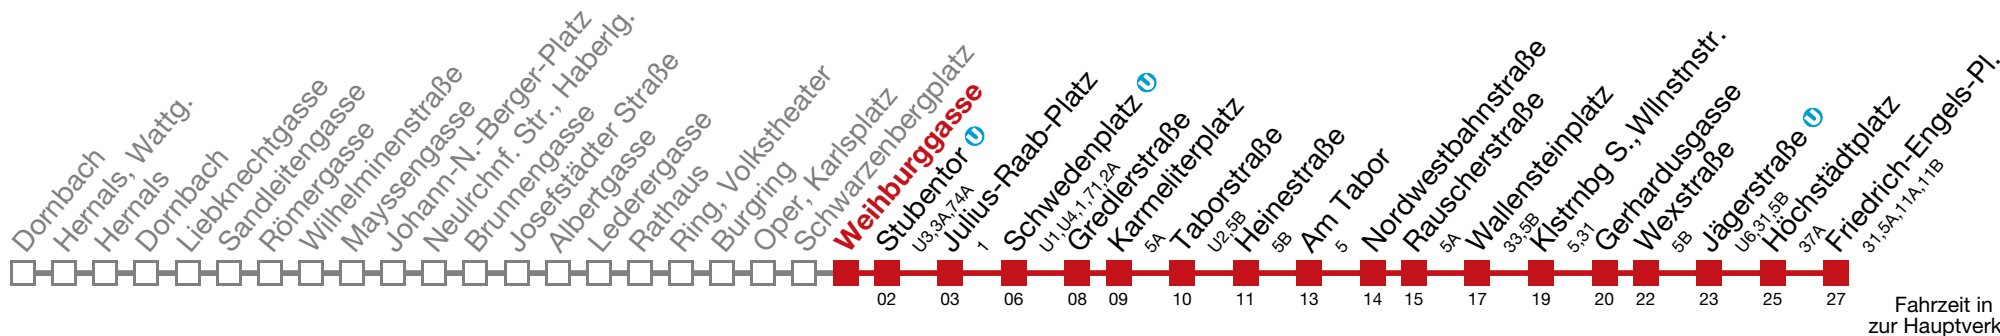 Dornbach
Hernals, Wattg.
Hernals
Dornbach
Liebknechtgasse
Sandleitengasse
Römergasse
Wilhelminenstraße
Mayssengasse
Johann-N.-Berger-Platz
Neulrchnf. Str., Haberlg.
Brunnengasse
Josefstädter Straße
Albertgasse
Lederergasse
Rathaus
Ring, Volkstheater
Burgring
Oper, Karlsplatz
Schwarzenbergplatz
Weihburggasse
Stubentor U
U3,3A,74A
Julius-Raab-Platz
1
Schwedenplatz U
U1,U4,1,71,2A
Gredlerstraße
Karmeliterplatz
5A
Taborstraße
U2,5B
Heinestraße
5B
Am Tabor
5
Nordwestbahnstraße
Rauscherstraße
5A
Wallensteinplatz
33,5B
Klstrnbg S., Wllnstnstr.
5,31
Gerhardusgasse
Wexstraße
5B
Jägerstraße U
U6,31,5B
Höchstädtplatz
37A
Friedrich-Engels-Pl.
31,5A,11A,11B
02 03 06 08 09 10 11 13 14 15 17 19 20 22 23 25 27
Fahrzeit in
zur Hauptverk